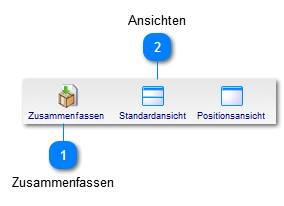 Ansichten
2
Zusammenfassen Standardansicht Positionsansicht
1
Zusammenfassen